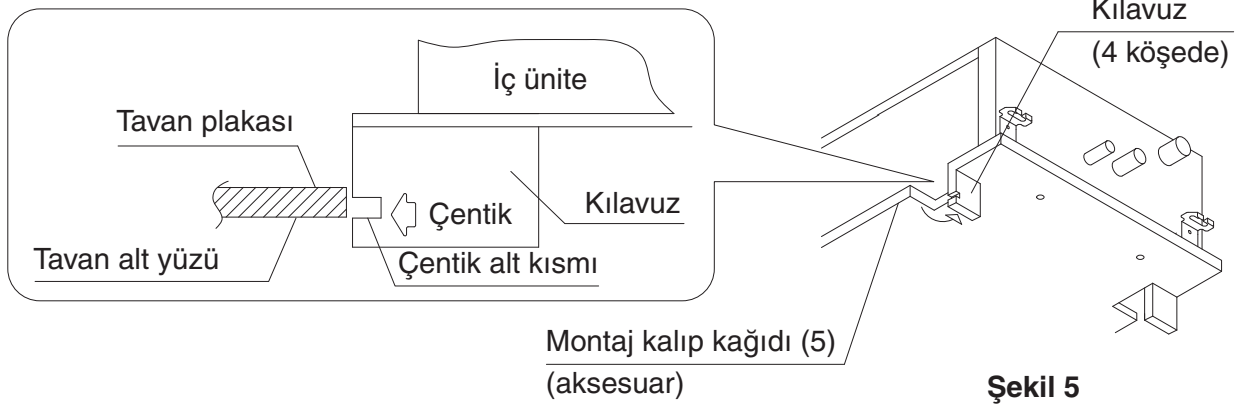 Kılavuz
(4 köşede)
İç ünite
Tavan plakası
Çentik
Kılavuz
Tavan alt yüzü
Çentik alt kısmı
Montaj kalıp kağıdı (5)
(aksesuar)
Şekil 5